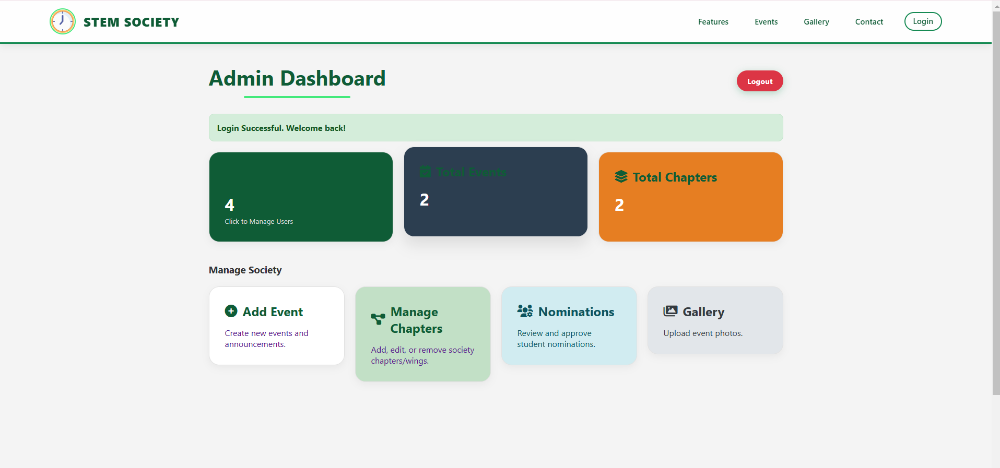 STEM SOCIETY
Features
Events
Gallery
Contact
Login
Admin Dashboard
Logout
Login Successful. Welcome back!
4
Click to Manage Users
Total Events
2
Total Chapters
2
Manage Society
Add Event
Create new events and
announcements.
Manage
Chapters
Add, edit, or remove society
chapters/wings.
Nominations
Review and approve
student nominations.
Gallery
Upload event photos.